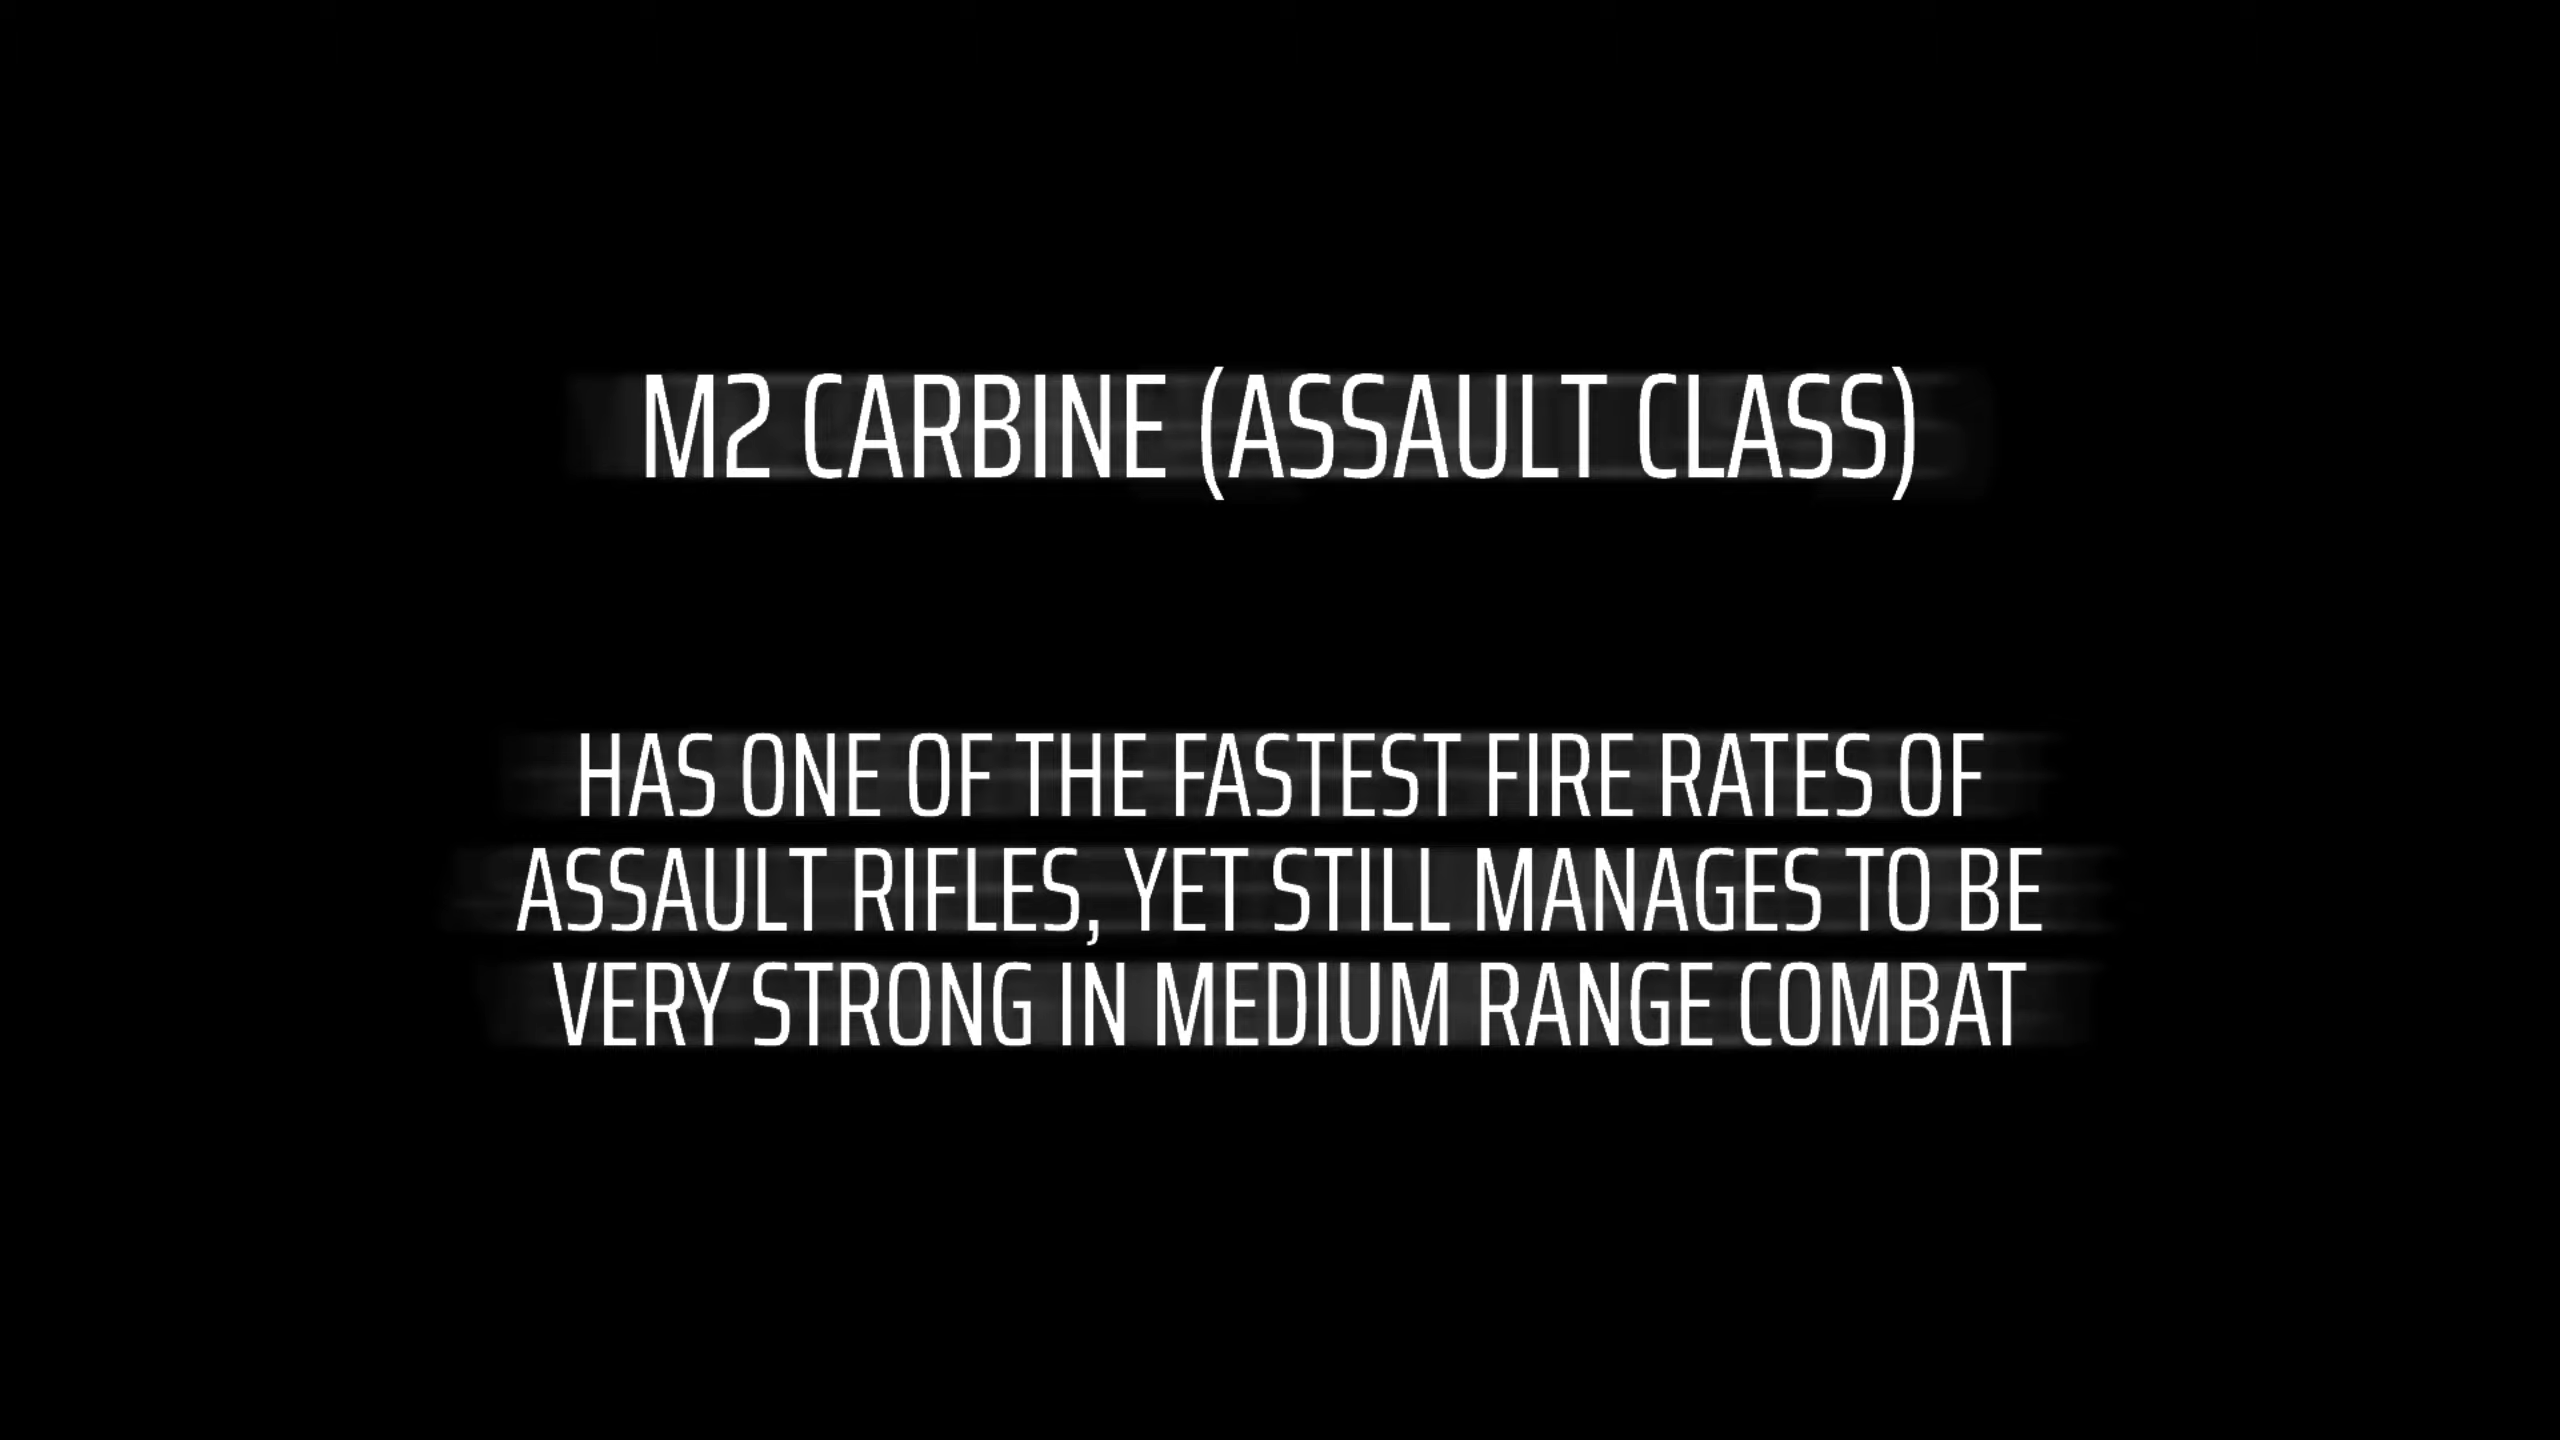 M2 CARBINE (ASSAULT CLASS)
HAS ONE OF THE FASTEST FIRE RATES OF
ASSAULT RIFLES, YET STILL MANAGES TO BE
VERY STRONG IN MEDIUM RANGE COMBAT